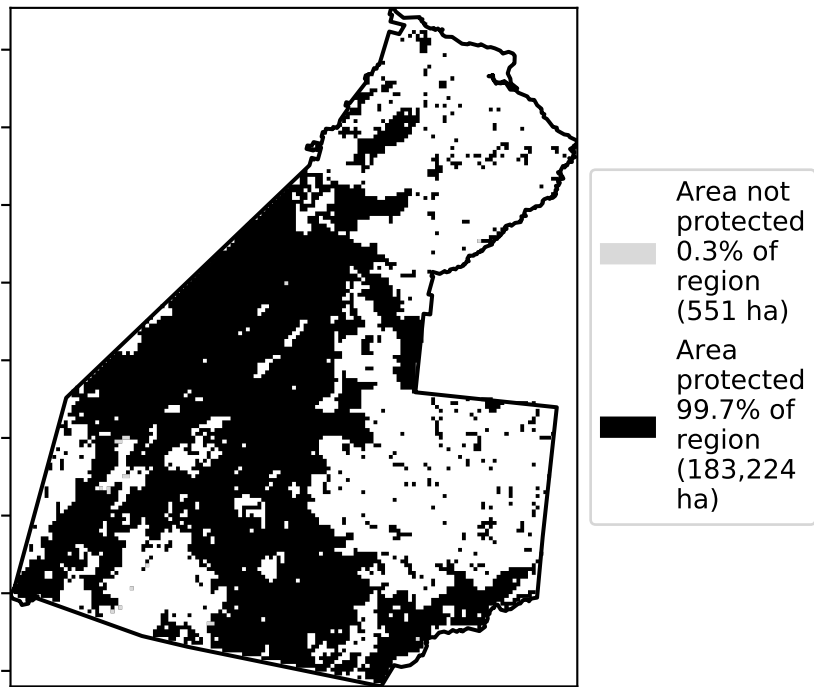 Area not
protected
0.3% of
region
(551 ha)
Area
protected
99.7% of
region
(183,224
ha)